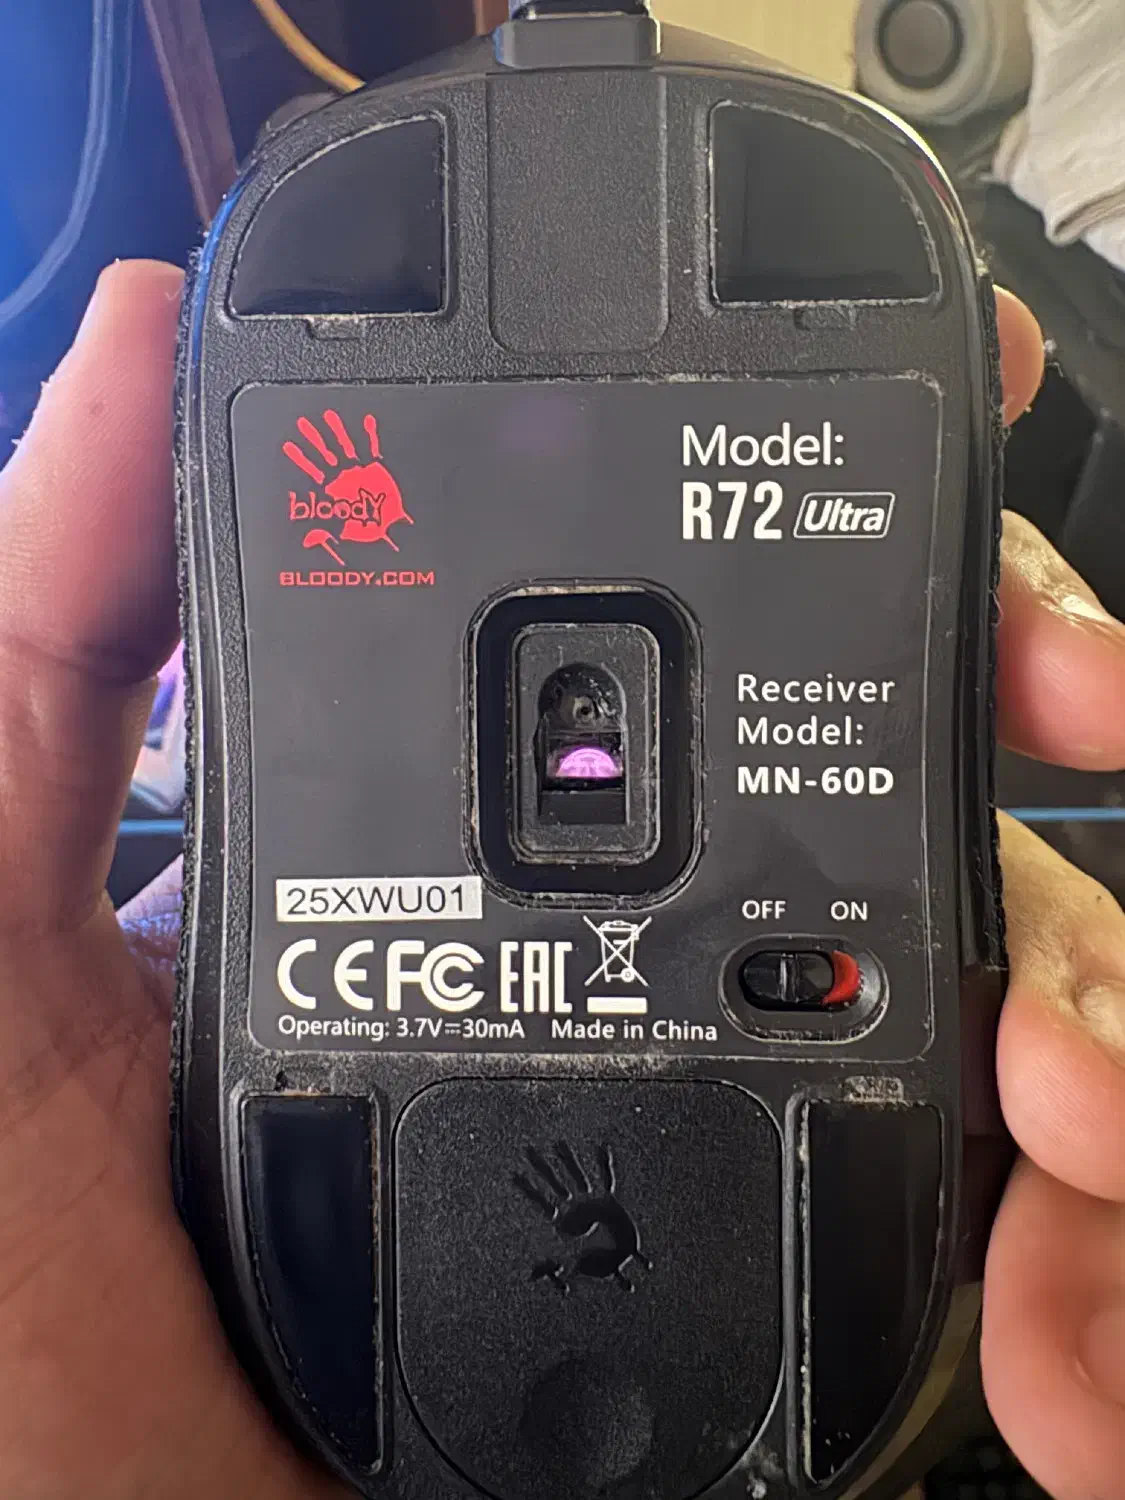 bloody
BLOODY.COM
Model:
R72 Ultra
Receiver
Model:
MN-60D
25XWU01
OFF ON
CE FC EAC
Operating: 3.7V⎓30mA Made in China